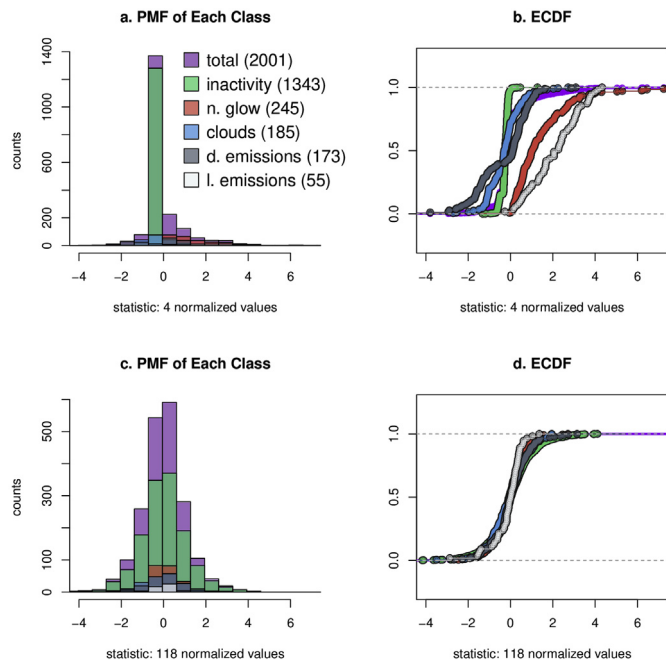 a. PMF of Each Class
b. ECDF
1400
1000
600
200
0
counts
total (2001)
inactivity (1343)
n. glow (245)
clouds (185)
d. emissions (173)
l. emissions (55)
−4 −2 0 2 4 6
statistic: 4 normalized values
1.0
0.5
0.0
−4 −2 0 2 4 6
statistic: 4 normalized values
c. PMF of Each Class
d. ECDF
500
300
100
0
counts
−4 −2 0 2 4 6
statistic: 118 normalized values
1.0
0.5
0.0
−4 −2 0 2 4 6
statistic: 118 normalized values